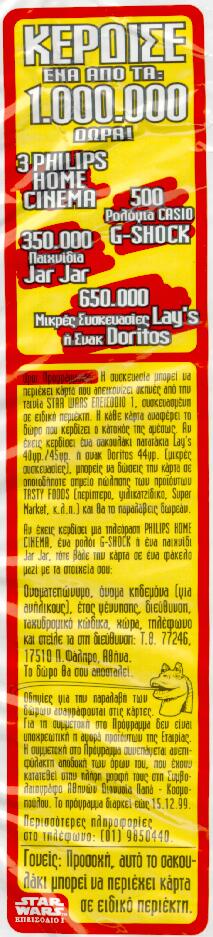 ΚΕΡΔΙΣΕ
ΕΝΑ ΑΠΟ ΤΑ:
1.000.000
ΔΩΡΑ!
3 PHILIPS
HOME
CINEMA
500
Ρολόγια CASIO
G-SHOCK
350.000
Παιχνίδια
Jar Jar
650.000
Μικρές Συσκευασίες Lay's
ή Σνακ Doritos
Όροι Προγράμματος: Η συσκευασία μπορεί να
περιέχει κάρτα που απεικονίζει σκηνές από την
ταινία STAR WARS ΕΠΕΙΣΟΔΙΟ 1, συσκευασμένη
σε ειδικό περιέκτη. Η κάθε κάρτα αναφέρει το
δώρο που κερδίζει ο κάτοχός της αμέσως. Αν
έχεις κερδίσει ένα σακουλάκι πατατάκια Lay's
40γρ./45γρ. ή σνακ Doritos 44γρ. (μικρές
συσκευασίες), μπορείς να δώσεις την κάρτα σε
οποιοδήποτε σημείο πώλησης των προϊόντων
TASTY FOODS (περίπτερο, ψιλικατζίδικο, Super
Market, κ.λ.π.) και θα το παραλάβεις δωρεάν.
Αν έχεις κερδίσει μια τηλεόραση PHILIPS HOME
CINEMA, ένα ρολόι G-SHOCK ή ένα παιχνίδι
Jar Jar, τότε βάλε την κάρτα σε ένα φάκελο
μαζί με τα στοιχεία σου:
Ονοματεπώνυμο, όνομα κηδεμόνα (για
ανήλικους), έτος γέννησης, διεύθυνση,
ταχυδρομικό κώδικα, χώρα, τηλέφωνο
και στείλε τα στη διεύθυνση: Τ.Θ. 77246,
17510 Π.Φάληρο, Αθήνα.
Το δώρο θα σου αποσταλεί.
Οδηγίες για την παραλαβή των
δώρων αναγράφονται στις κάρτες.
Για τη συμμετοχή στο Πρόγραμμα δεν είναι
υποχρεωτική η αγορά προϊόντων της Εταιρίας.
Η συμμετοχή στο Πρόγραμμα συνεπάγεται ανεπι-
φύλακτη αποδοχή των όρων του, που έχουν
κατατεθεί στην πλήρη μορφή τους στη Συμβο-
λαιογράφο Αθηνών Διονυσία Παπά - Κοσμο-
πούλου. Το πρόγραμμα διαρκεί έως 15.12.99.
Περισσότερες πληροφορίες
στο τηλέφωνο: (01) 9850440.
Γονείς: Προσοχή, αυτό το σακου-
λάκι μπορεί να περιέχει κάρτα
σε ειδικό περιέκτη.
STAR
WARS
ΕΠΕΙΣΟΔΙΟ I